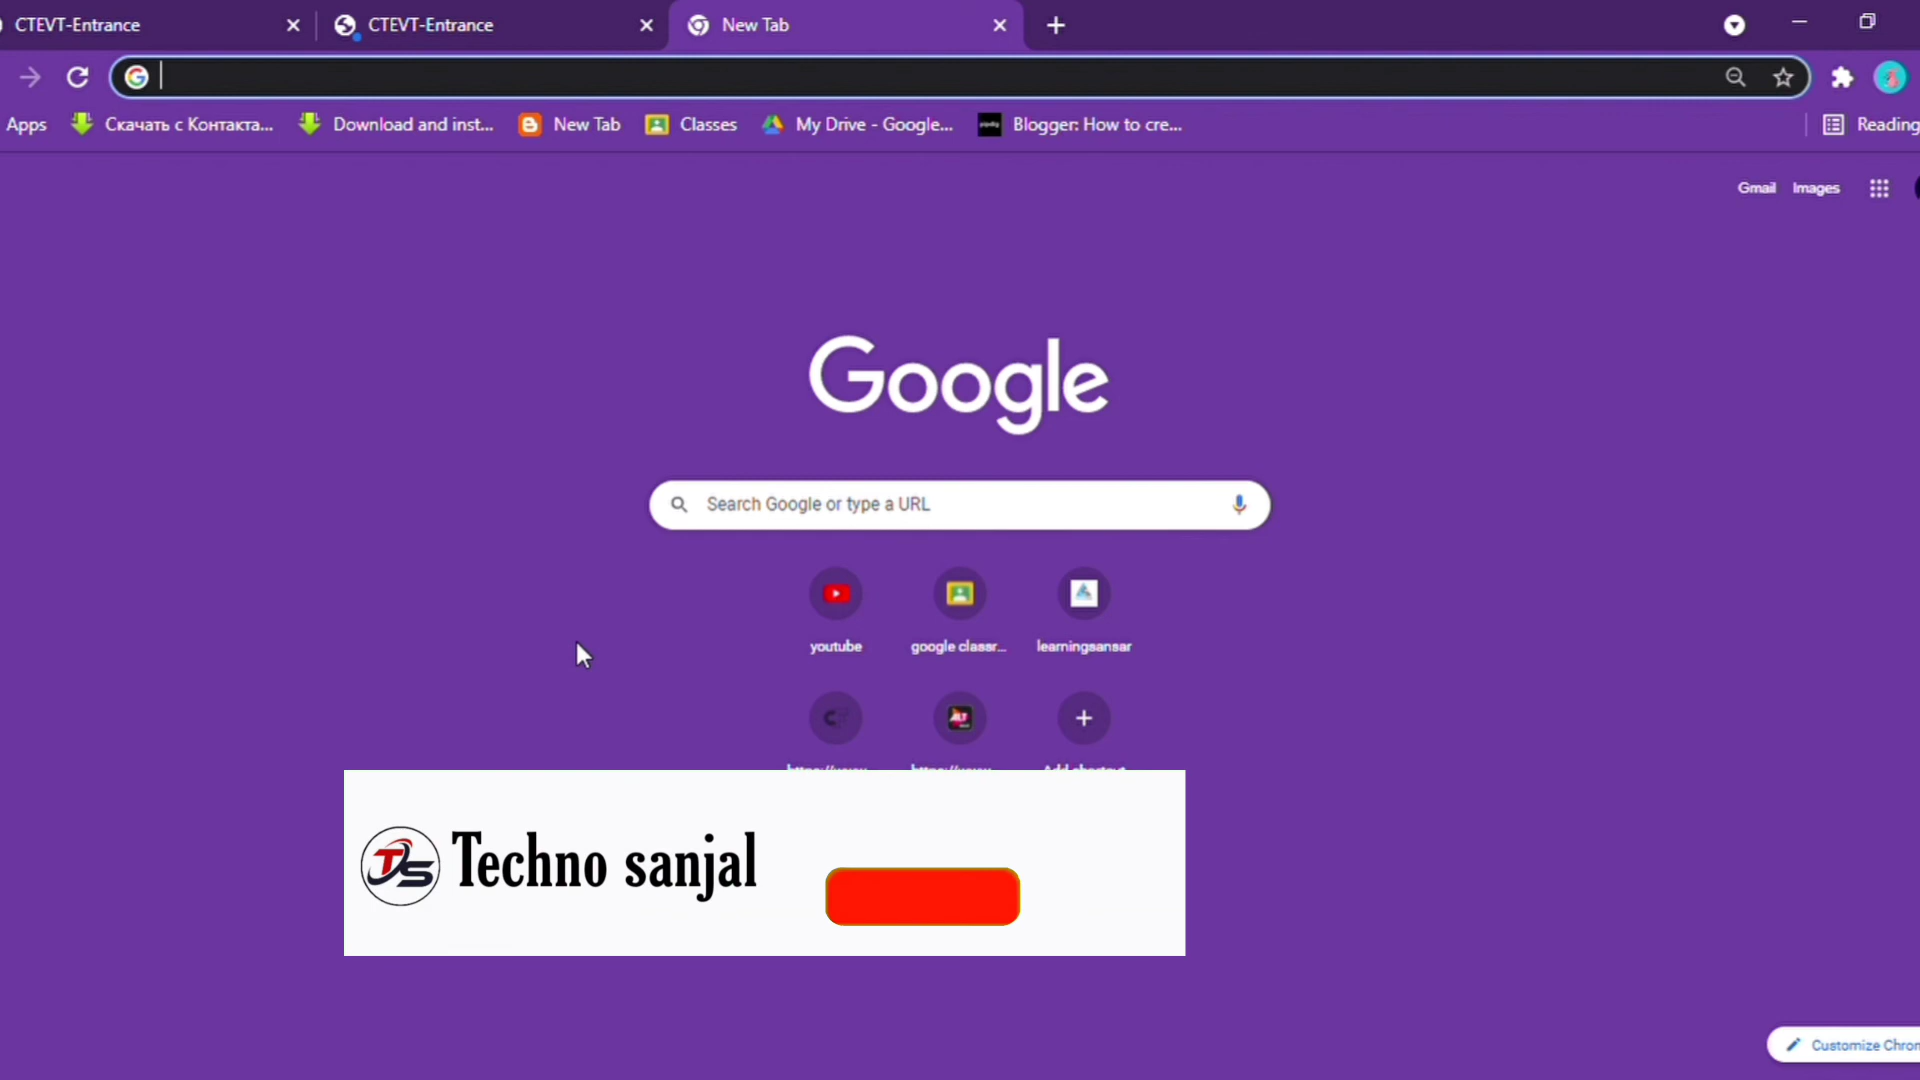 CTEVT-Entrance
CTEVT-Entrance
New Tab
Apps
Скачать с Контакта...
Download and inst...
New Tab
Classes
My Drive - Google...
Blogger: How to cre...
Reading
Gmail
Images
Google
Search Google or type a URL
youtube
google classr...
learningsansar
ALT
https://www...
https://www...
Add shortcut
TS Techno sanjal
Customize Chrom